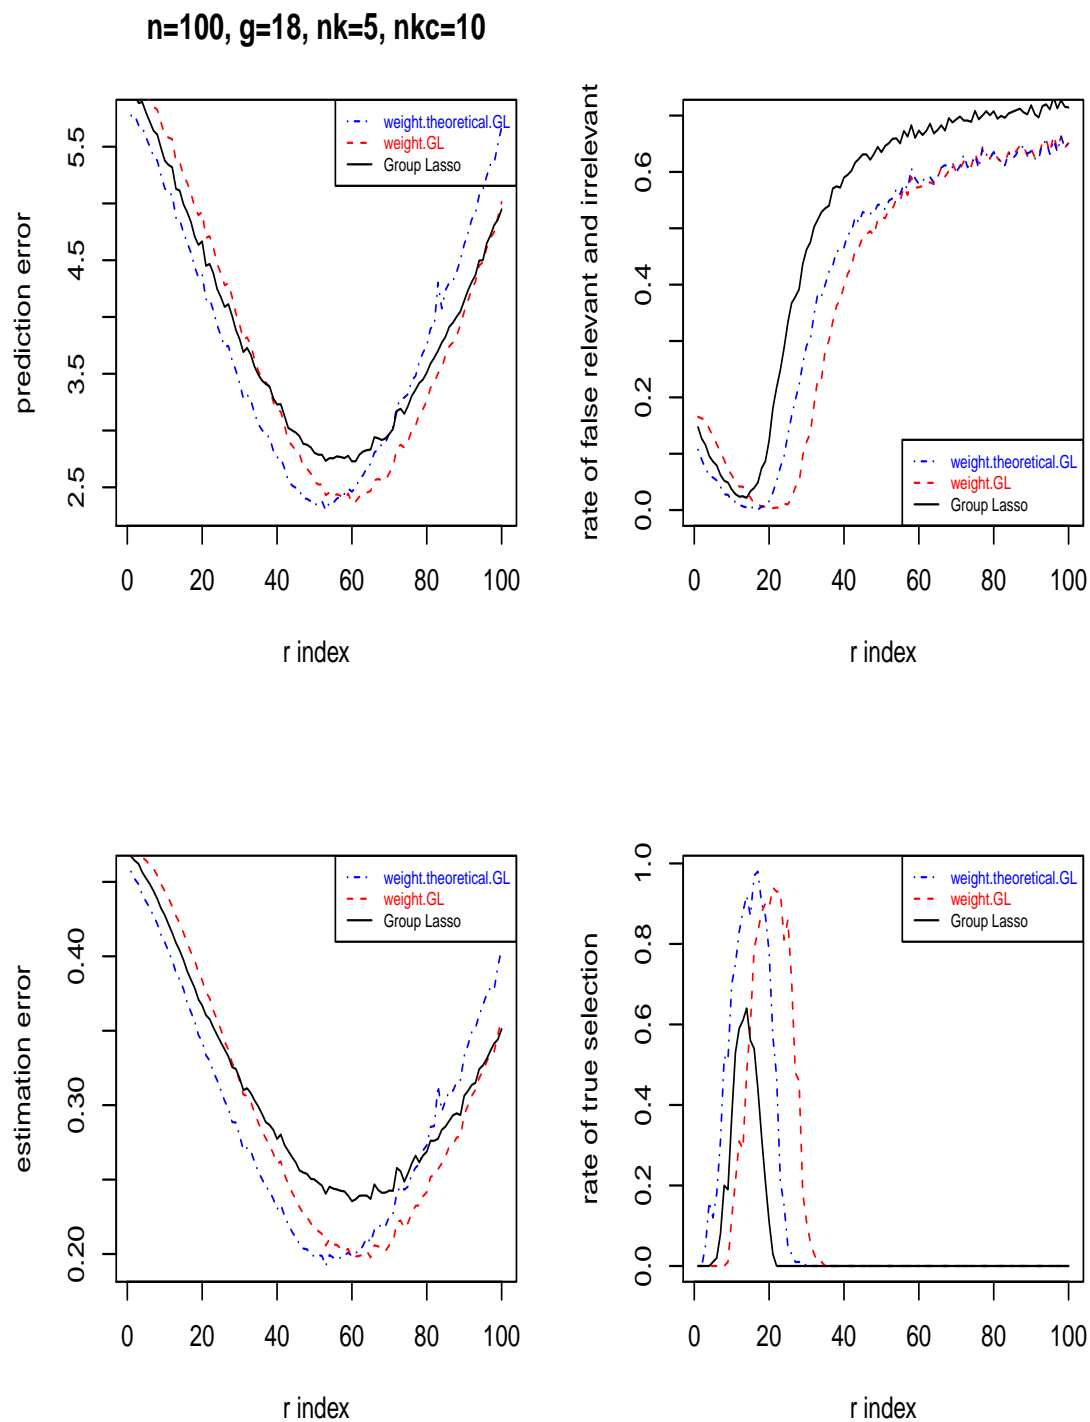 n=100, g=18, nk=5, nkc=10
prediction error
5.5
4.5
3.5
2.5
weight.theoretical.GL
weight.GL
Group Lasso
0 20 40 60 80 100
r index
rate of false relevant and irrelevant
0.6
0.4
0.2
0.0
weight.theoretical.GL
weight.GL
Group Lasso
0 20 40 60 80 100
r index
estimation error
0.40
0.30
0.20
weight.theoretical.GL
weight.GL
Group Lasso
0 20 40 60 80 100
r index
rate of true selection
1.0
0.8
0.6
0.4
0.2
0.0
weight.theoretical.GL
weight.GL
Group Lasso
0 20 40 60 80 100
r index